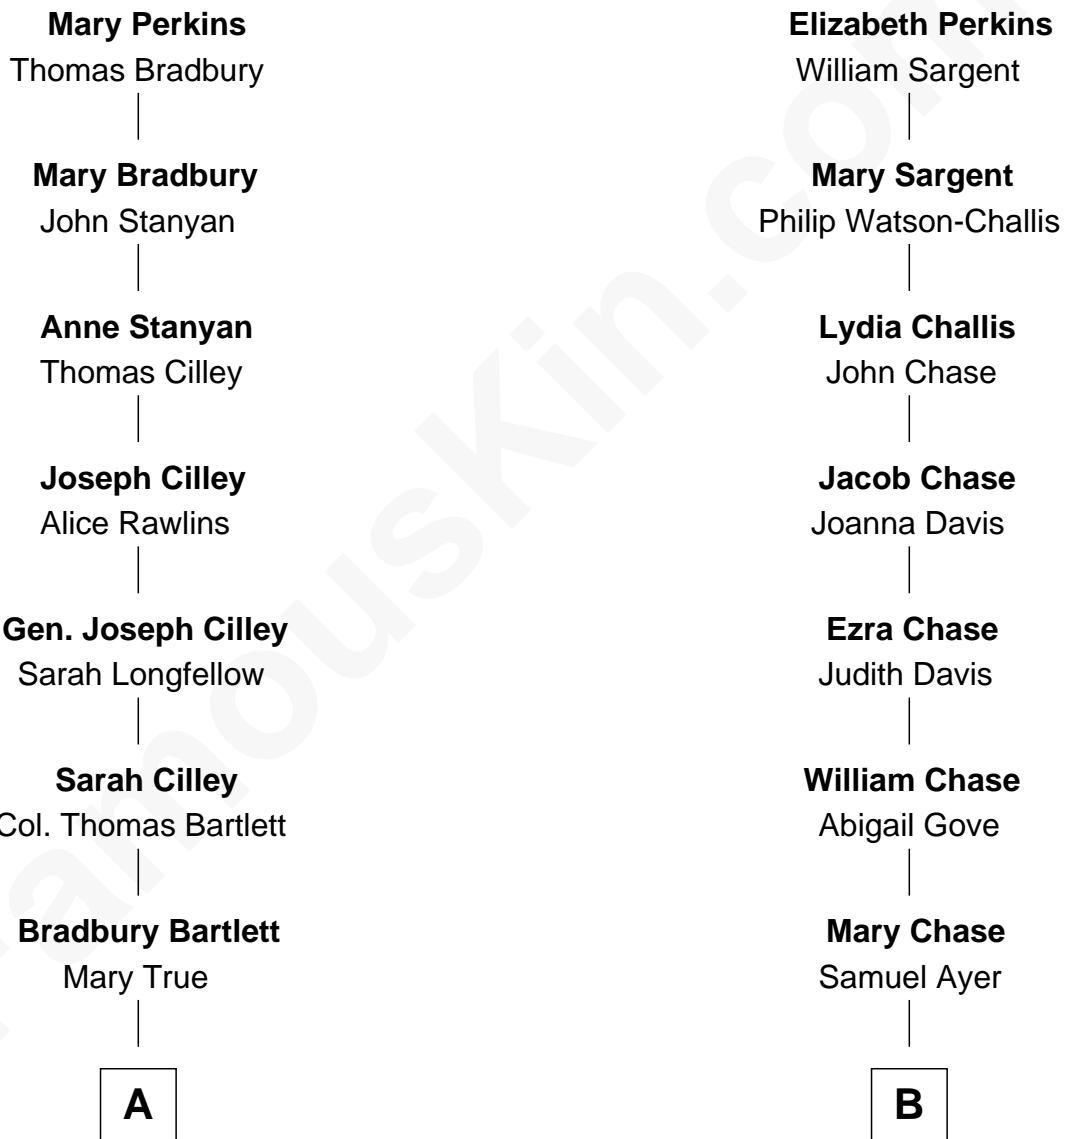 Mary Perkins
Thomas Bradbury
Mary Bradbury
John Stanyan
Anne Stanyan
Thomas Cilley
Joseph Cilley
Alice Rawlins
Gen. Joseph Cilley
Sarah Longfellow
Sarah Cilley
Col. Thomas Bartlett
Bradbury Bartlett
Mary True
A
Elizabeth Perkins
William Sargent
Mary Sargent
Philip Watson-Challis
Lydia Challis
John Chase
Jacob Chase
Joanna Davis
Ezra Chase
Judith Davis
William Chase
Abigail Gove
Mary Chase
Samuel Ayer
B
FamousKin.com